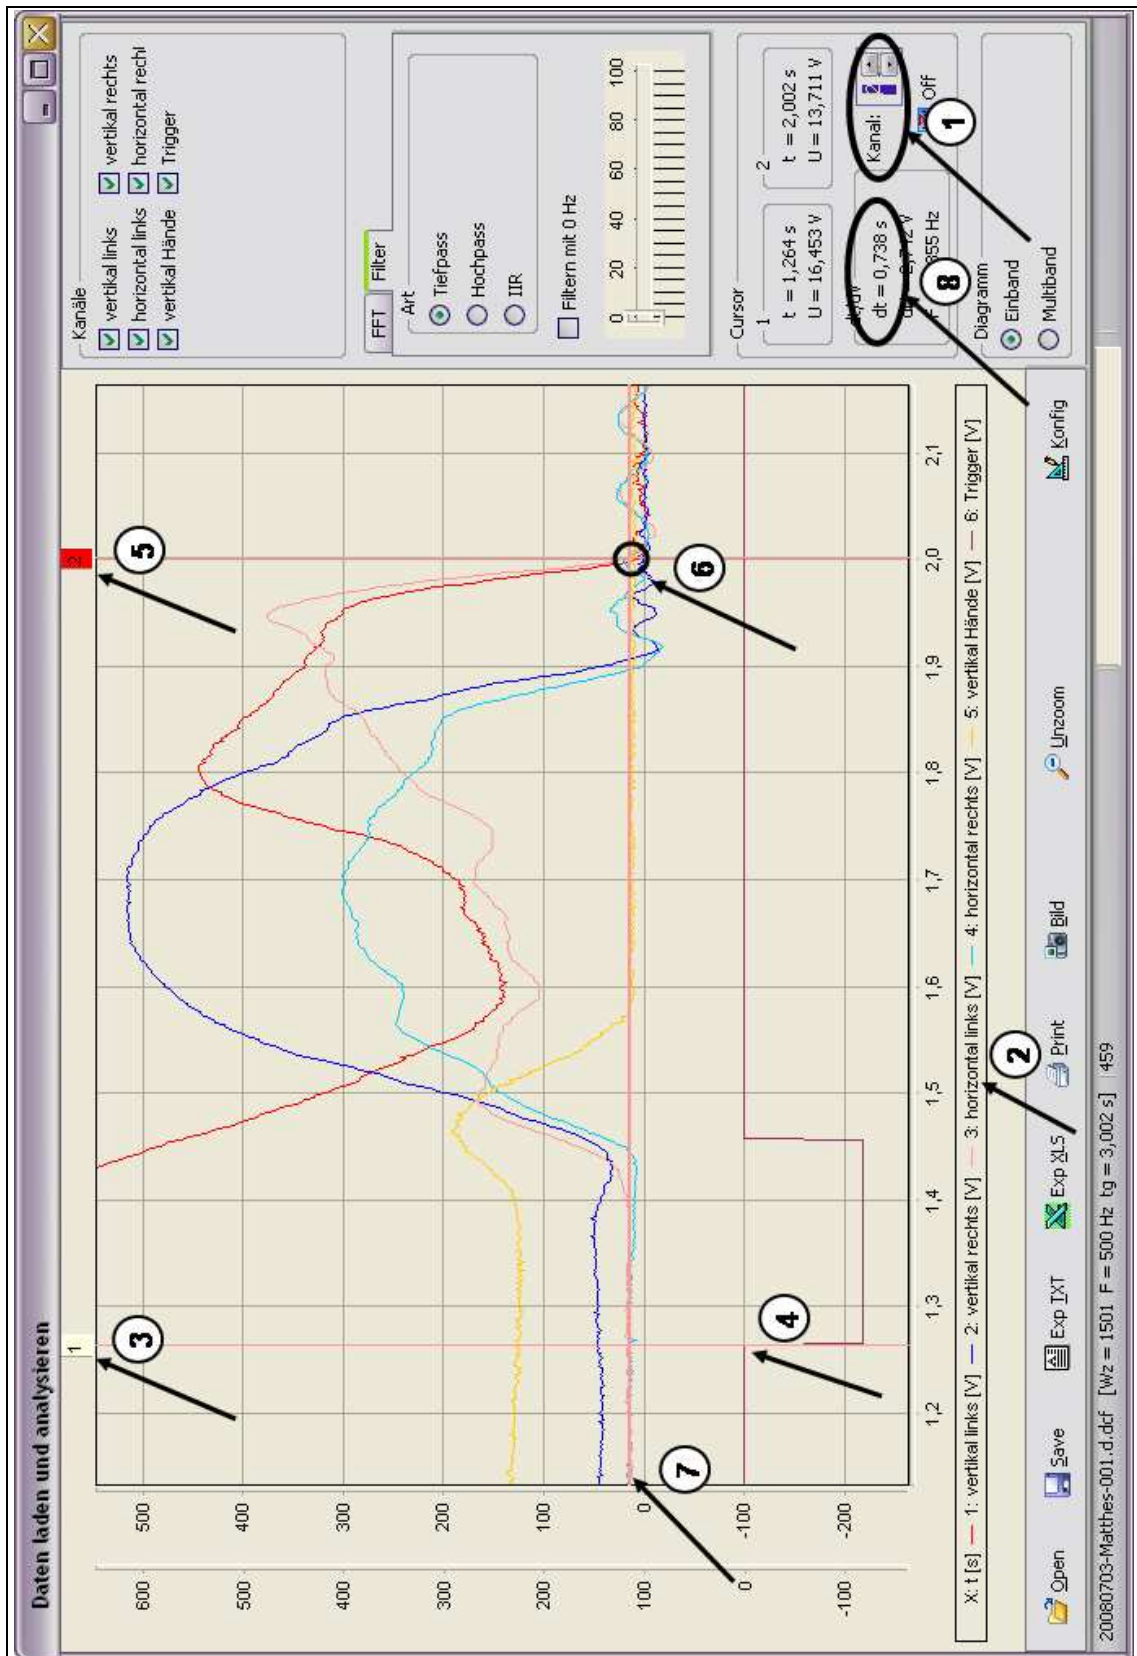 Daten laden und analysieren
Kanäle
vertikal links
vertikal rechts
horizontal links
horizontal rechl
vertikal Hände
Trigger
FFT
Filter
Art
Tiefpass
Hochpass
IIR
Filtern mit 0 Hz
0 20 40 60 80 100
Cursor
1
t = 1,264 s
U = 16,453 V
2
t = 2,002 s
U = 13,711 V
dt = 0,738 s
855 Hz
Kanal:
Off
Diagramm
Einband
Multiband
1
2
600 500 400 300 200 100 0 -100
500 400 300 200 100 0 -100 -200
1,2 1,3 1,4 1,5 1,6 1,7 1,8 1,9 2,0 2,1
3
5
4
6
7
2
8
1
X: t [s] 1: vertikal links [V] 2: vertikal rechts [V] 3: horizontal links [V] 4: horizontal rechts [V] 5: vertikal Hände [V] 6: Trigger [V]
Open Save Exp TXT Exp XLS Print Bild Unzoom Konfig
20080703-Matthes-001.d.dcf [Wz = 1501 F = 500 Hz tg = 3,002 s] 459